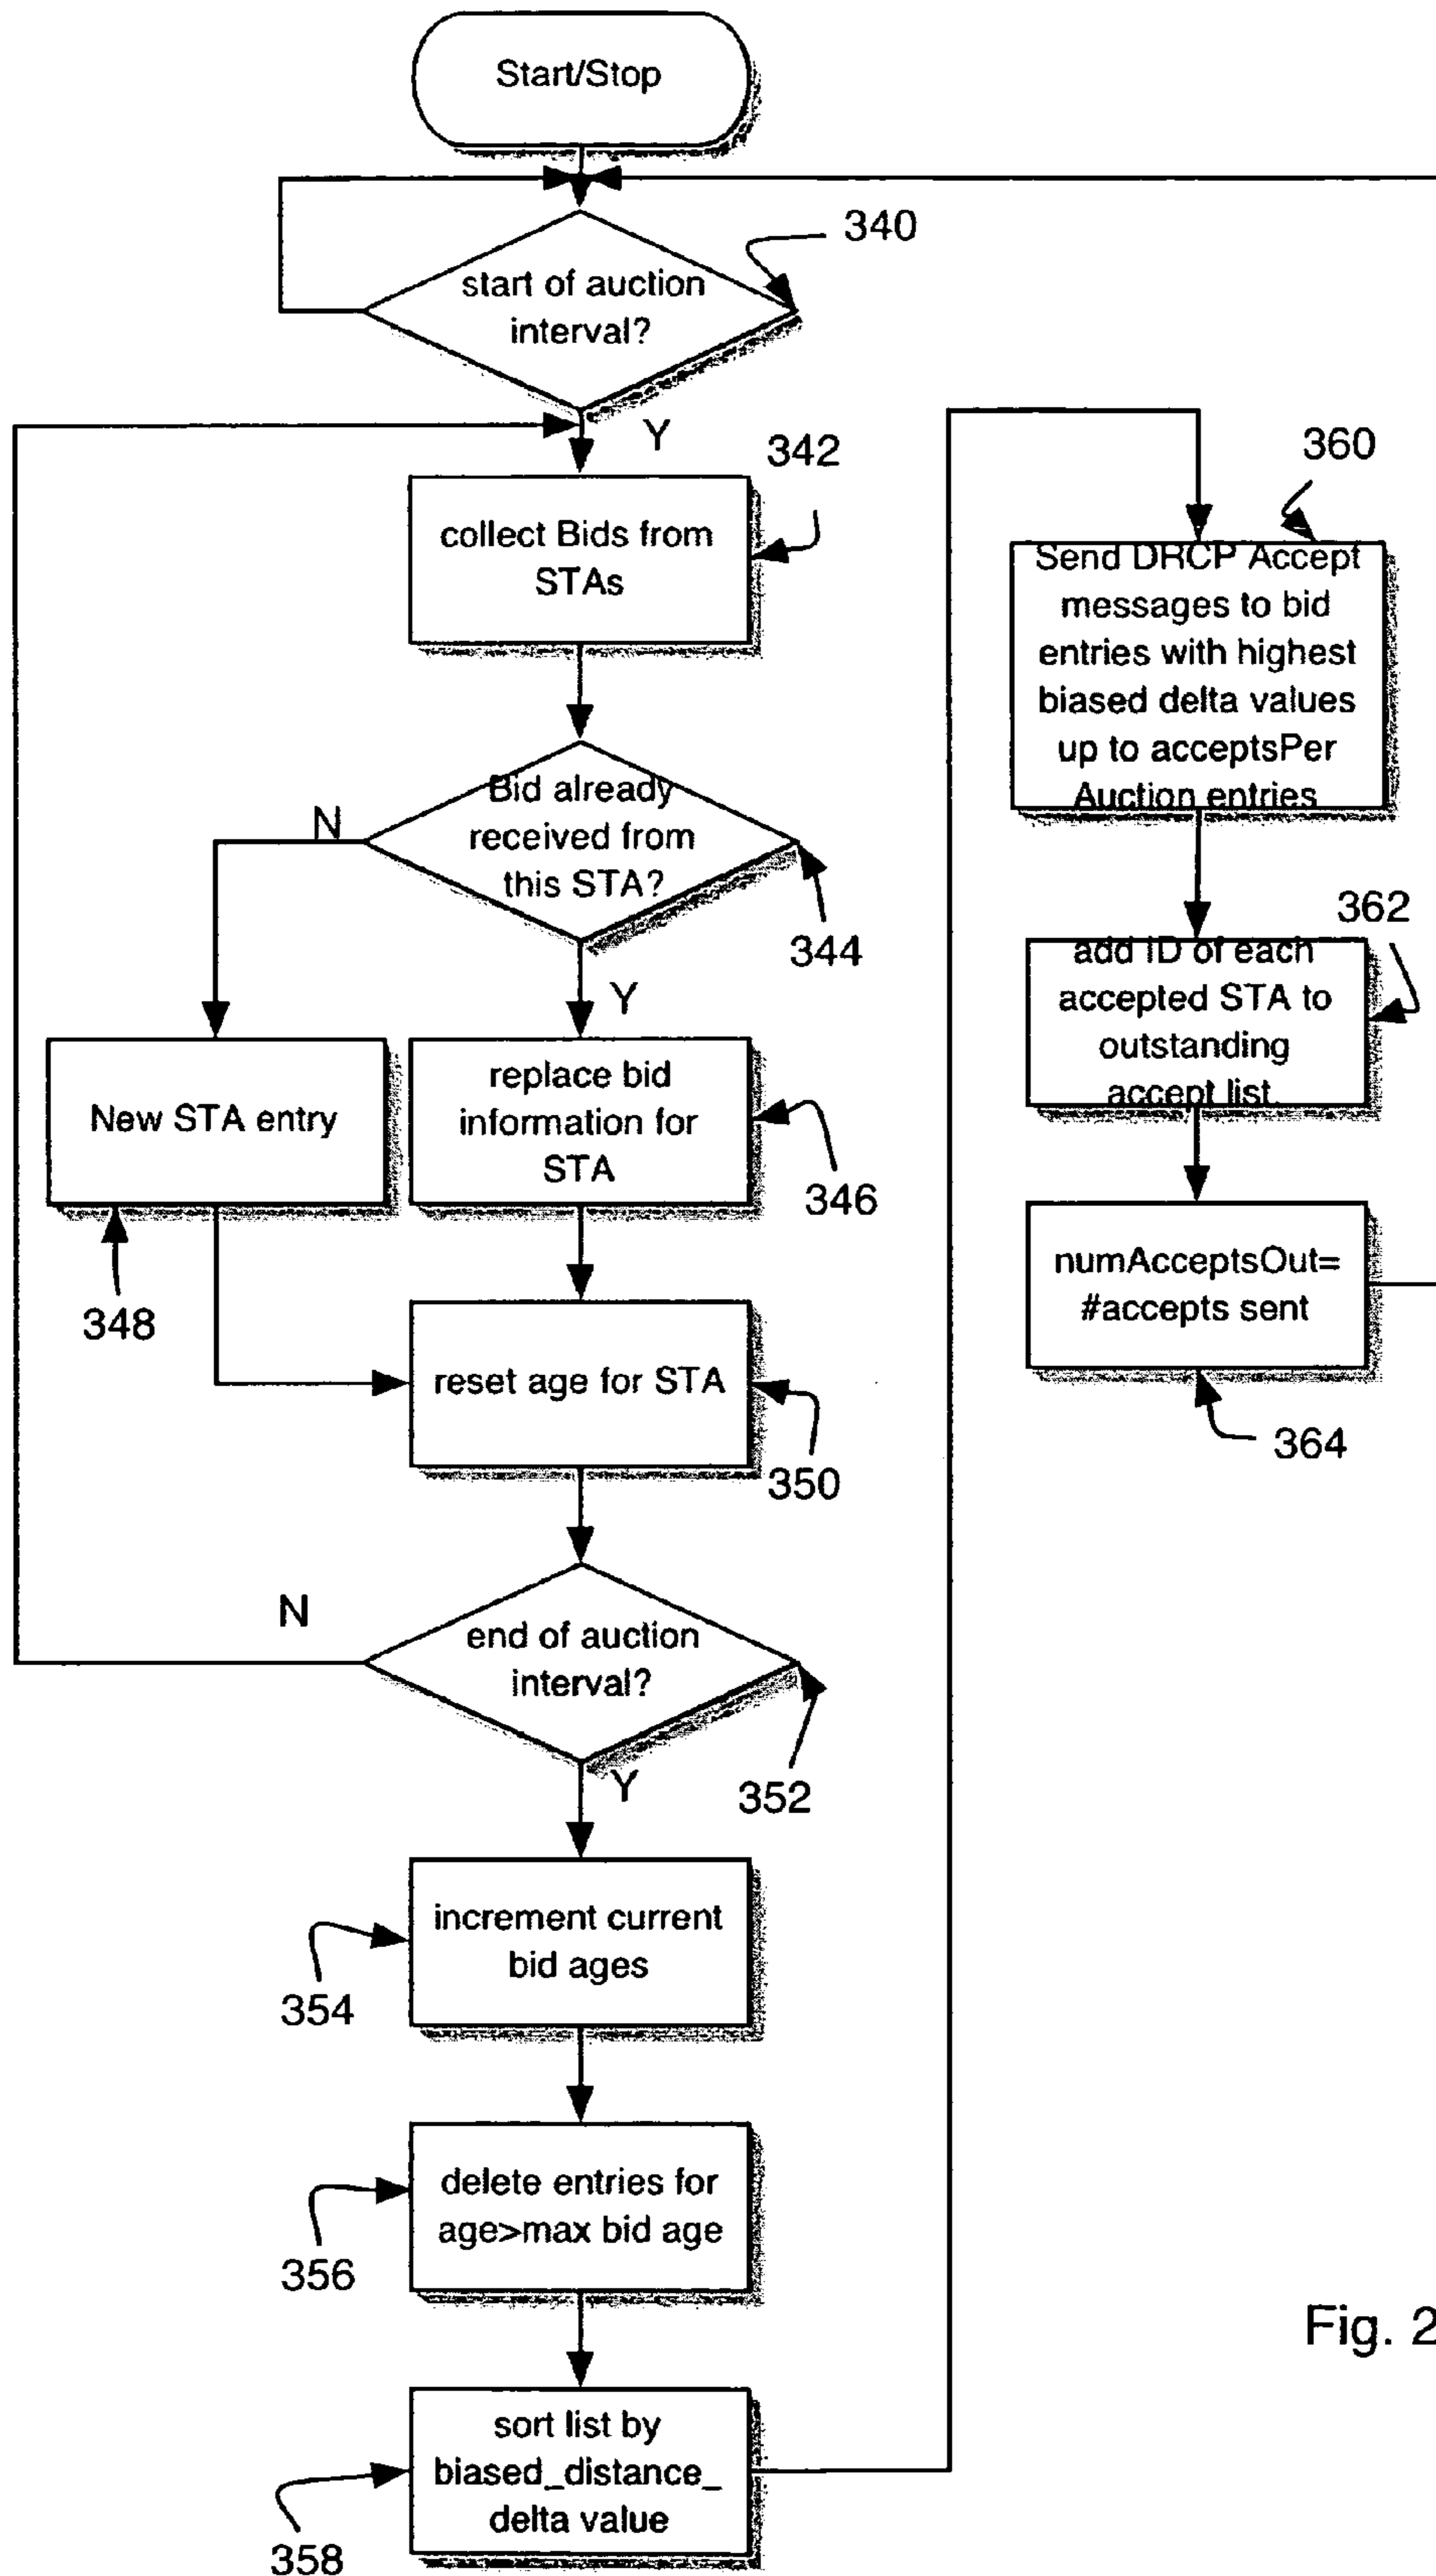 Start/Stop
start of auction
interval?
340
Y
collect Bids from
STAs
342
Bid already
received from
this STA?
344
N
Y
New STA entry
348
replace bid
information for
STA
346
reset age for STA
350
end of auction
interval?
352
N
Y
increment current
bid ages
354
delete entries for
age>max bid age
356
sort list by
biased_distance_
delta value
358
Send DRCP Accept
messages to bid
entries with highest
biased delta values
up to acceptsPer
Auction entries
360
add ID of each
accepted STA to
outstanding
accept list.
362
numAcceptsOut=
#accepts sent
364
Fig. 2